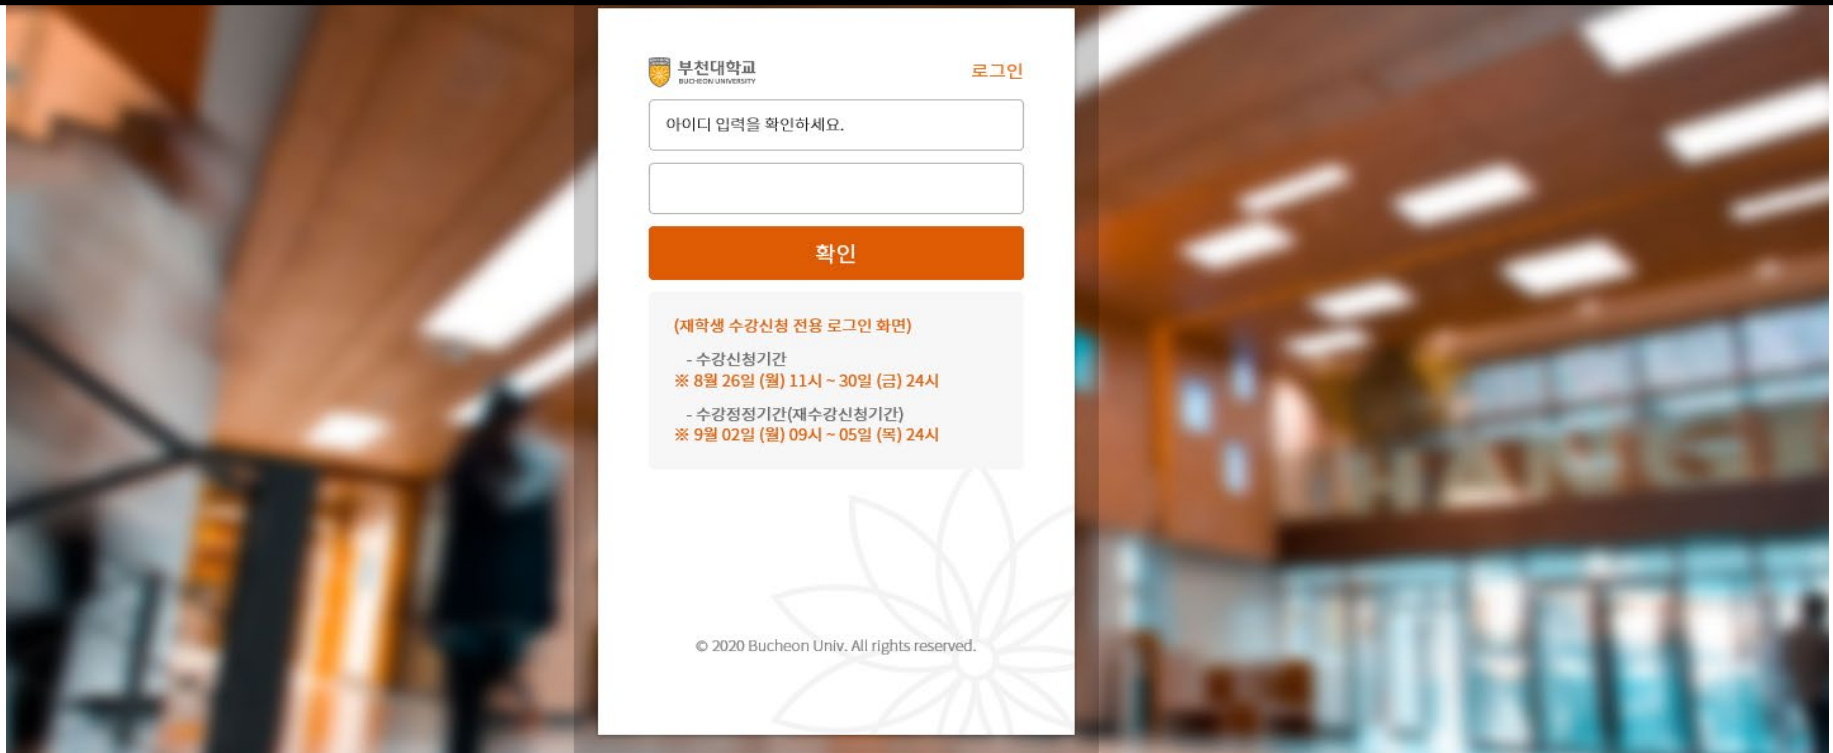 부천대학교
BUCHEON UNIVERSITY
로그인
아이디 입력을 확인하세요.
확인
(재학생 수강신청 전용 로그인 화면)
- 수강신청기간
※ 8월 26일 (월) 11시 ~ 30일 (금) 24시
- 수강정정기간(재수강신청기간)
※ 9월 02일 (월) 09시 ~ 05일 (목) 24시
© 2020 Bucheon Univ. All rights reserved.